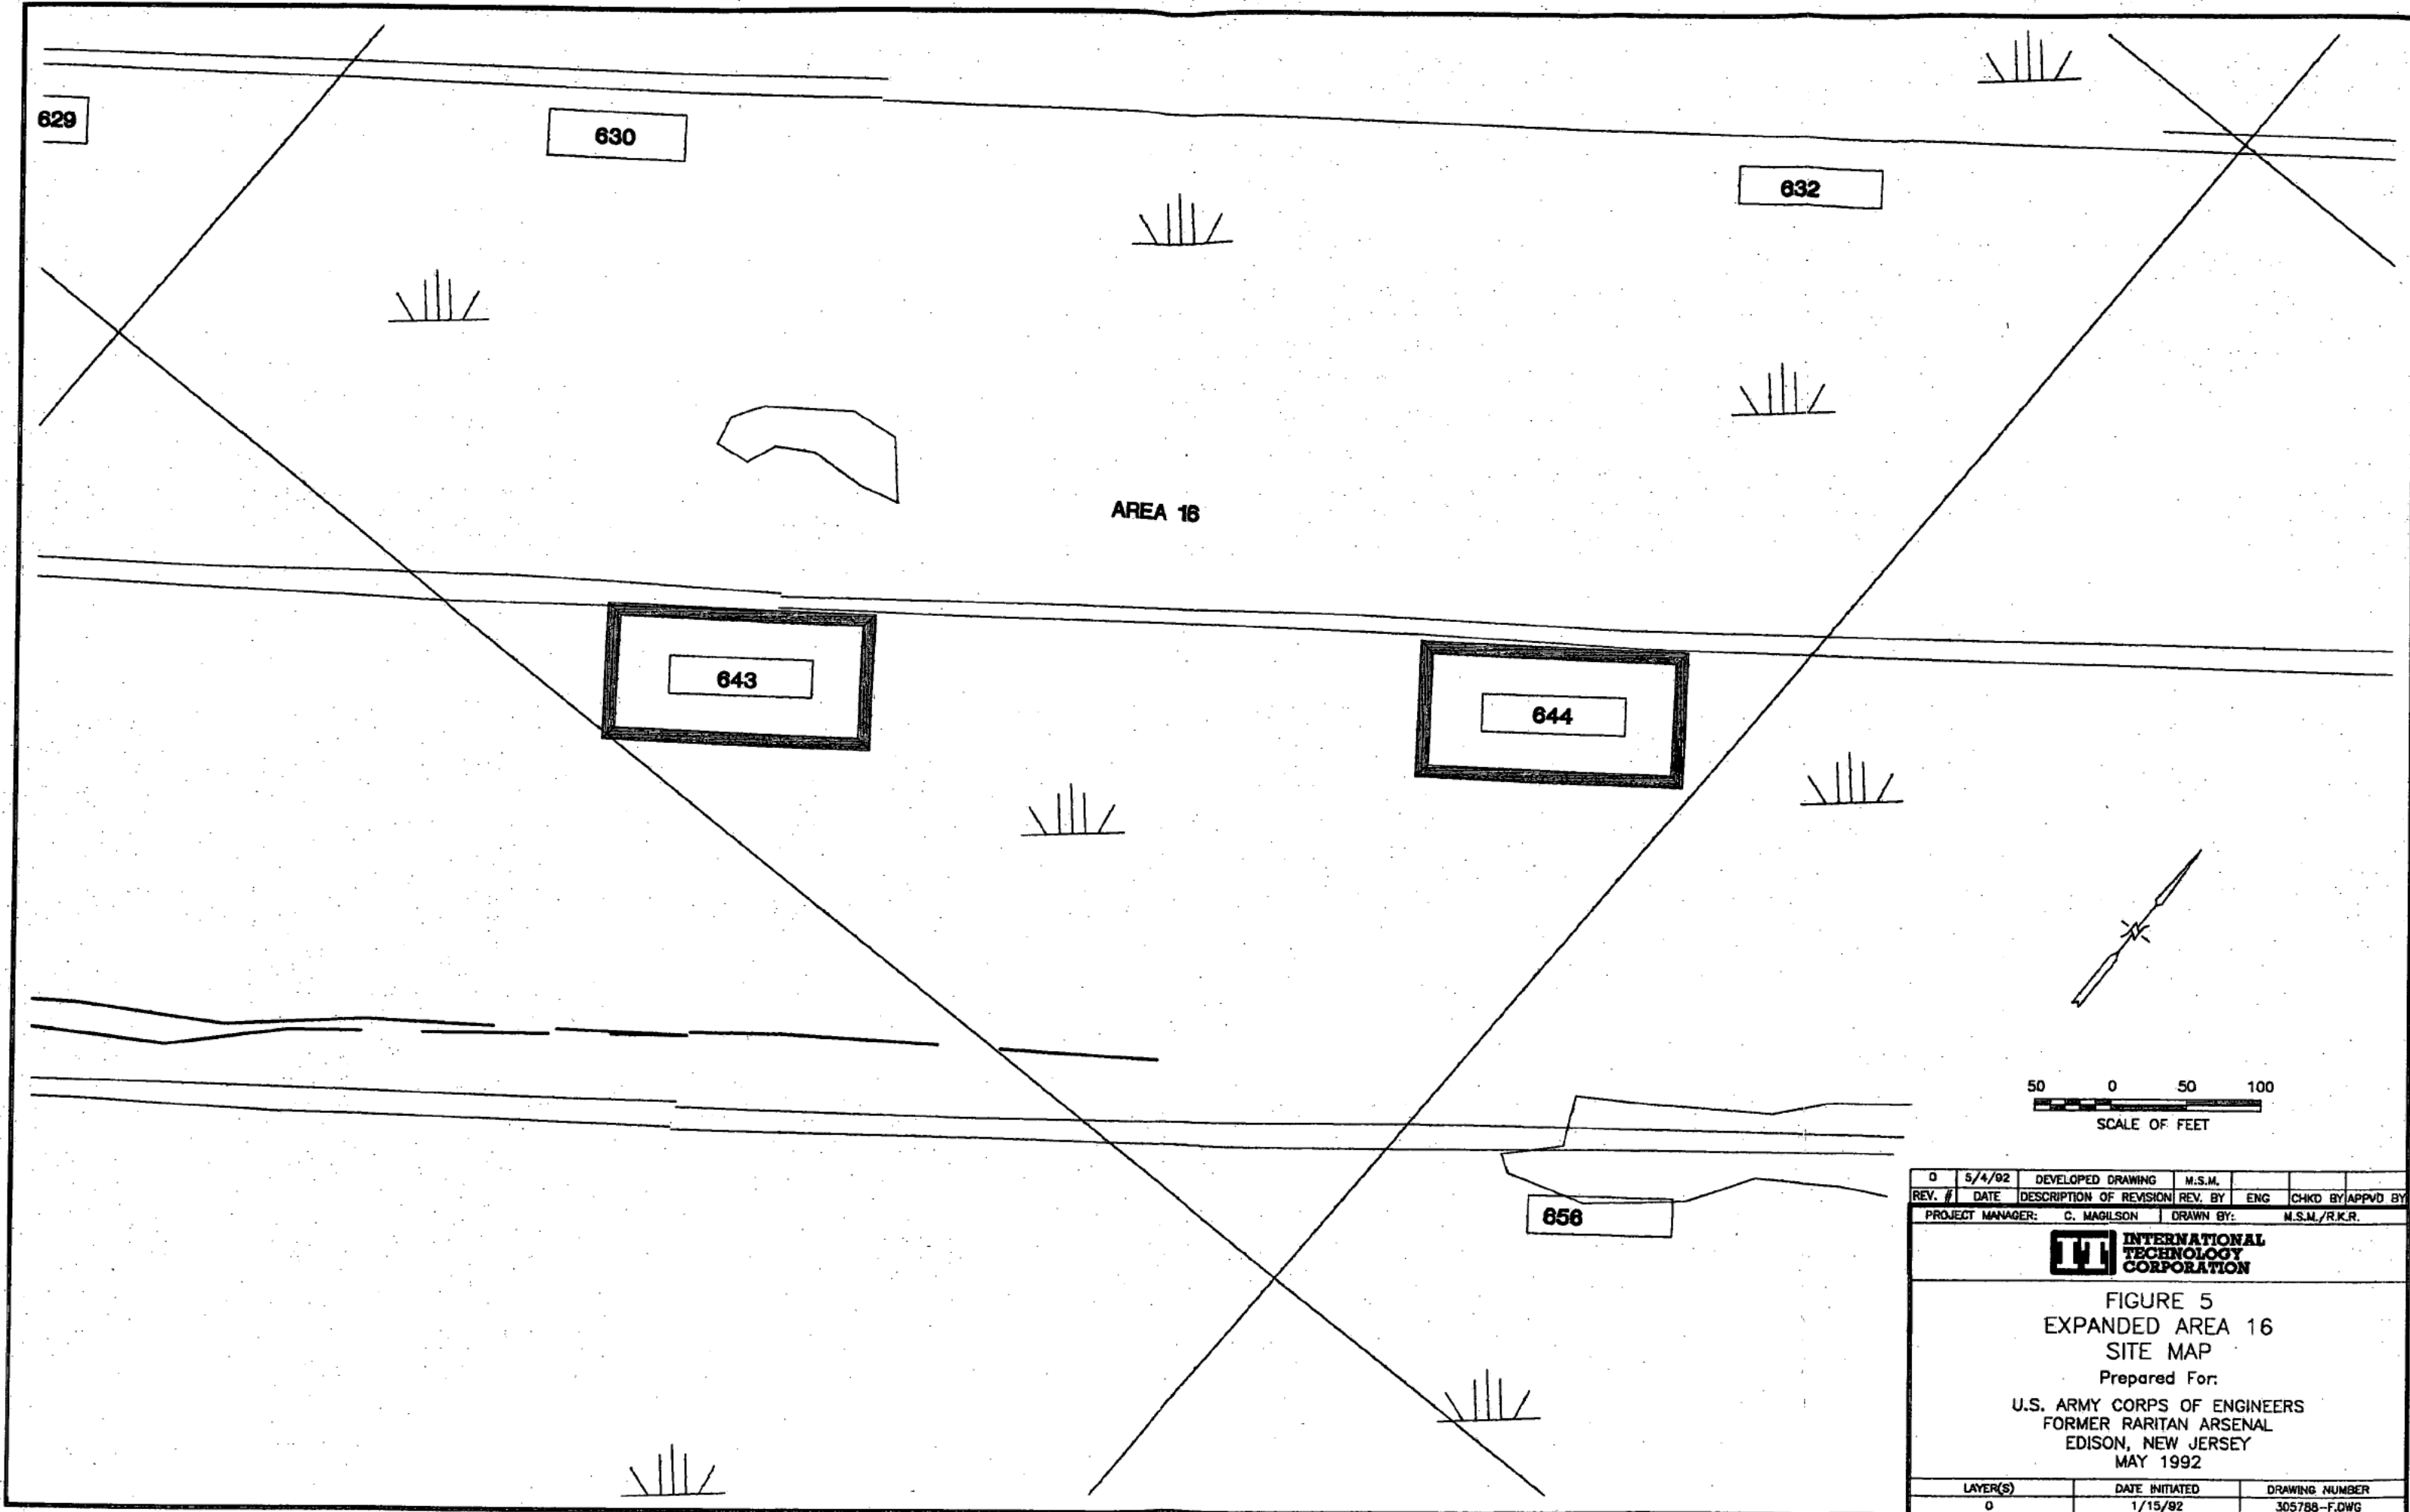 629
630
632
AREA 16
643
644
50 0 50 100
SCALE OF FEET
656
0 5/4/92 DEVELOPED DRAWING M.S.M.
REV. # DATE DESCRIPTION OF REVISION REV. BY ENG CHKD BY APPVD BY
PROJECT MANAGER: C. MAGILSON DRAWN BY: M.S.M./R.K.R.
IT INTERNATIONAL
TECHNOLOGY
CORPORATION
FIGURE 5
EXPANDED AREA 16
SITE MAP
Prepared For:
U.S. ARMY CORPS OF ENGINEERS
FORMER RARITAN ARSENAL
EDISON, NEW JERSEY
MAY 1992
LAYER(S) DATE INITIATED DRAWING NUMBER
0 1/15/92 305788-F.DWG